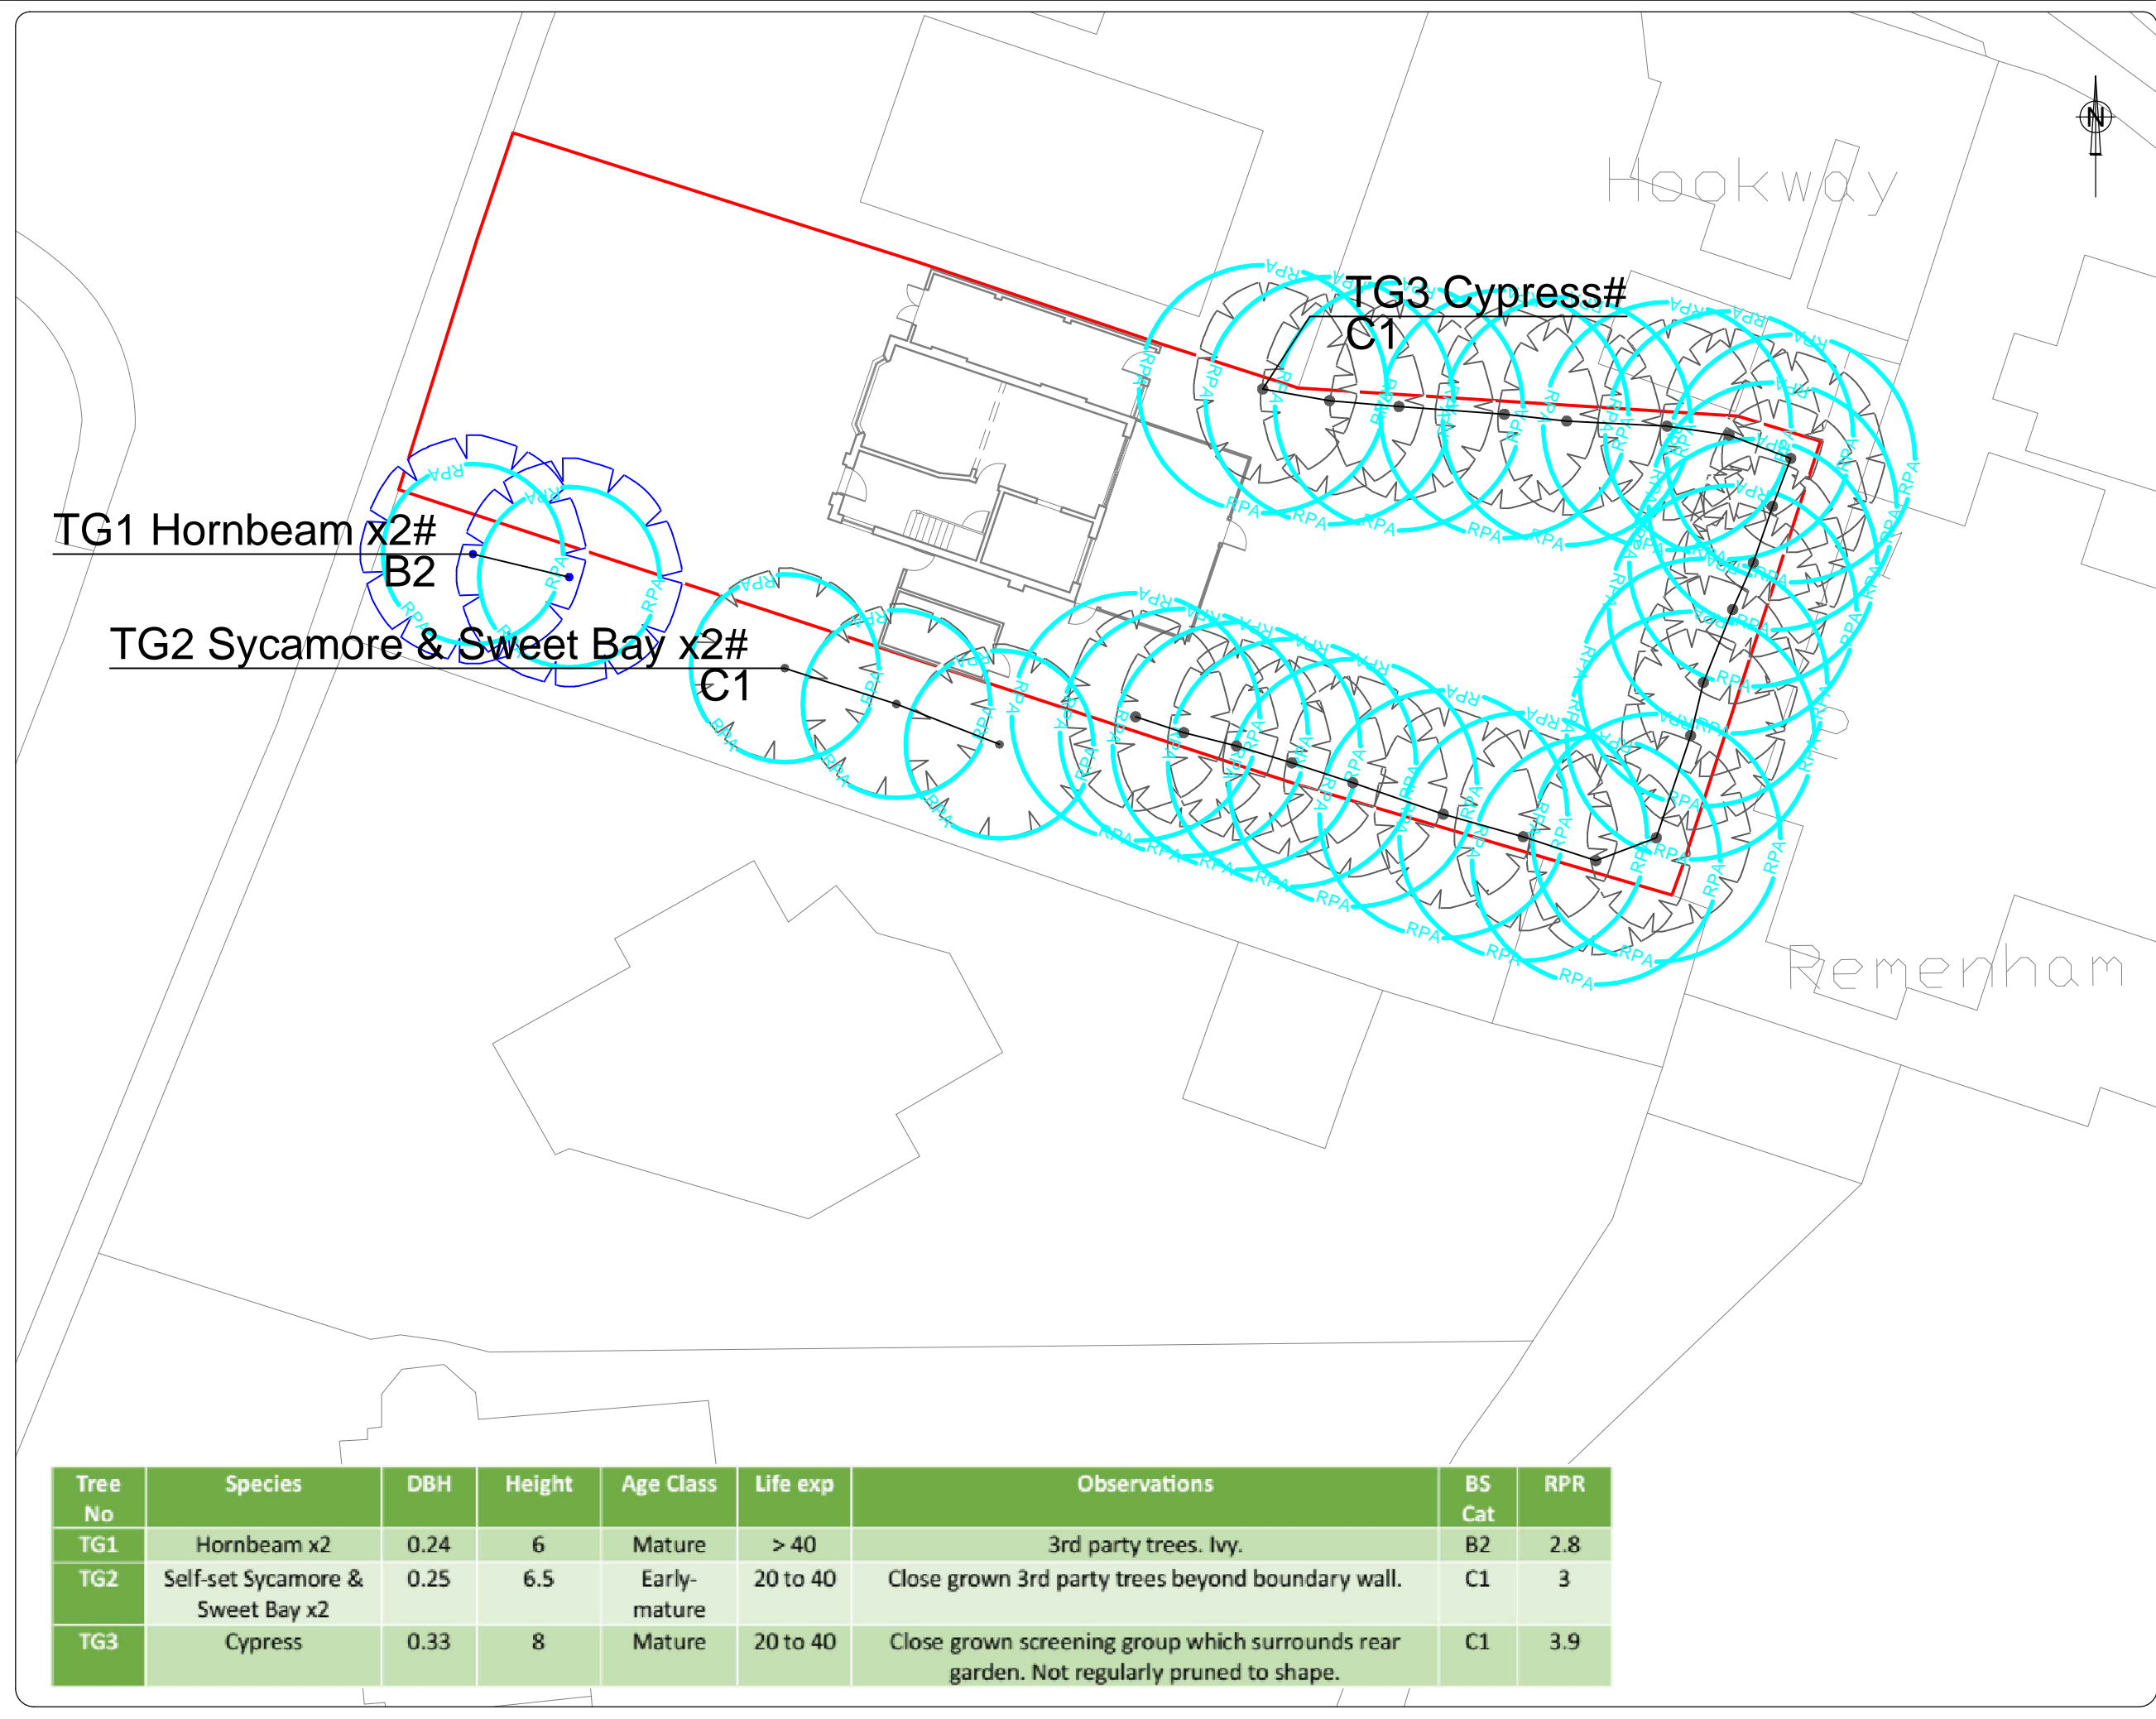 N
Hookway
TG3 Cypress#
C1
TG1 Hornbeam x2#
B2
TG2 Sycamore & Sweet Bay x2#
C1
RPA
Remenham
Tree No Species DBH Height Age Class Life exp Observations BS Cat RPR
TG1 Hornbeam x2 0.24 6 Mature > 40 3rd party trees. Ivy. B2 2.8
TG2 Self-set Sycamore & Sweet Bay x2 0.25 6.5 Early-mature 20 to 40 Close grown 3rd party trees beyond boundary wall. C1 3
TG3 Cypress 0.33 8 Mature 20 to 40 Close grown screening group which surrounds rear garden. Not regularly pruned to shape. C1 3.9